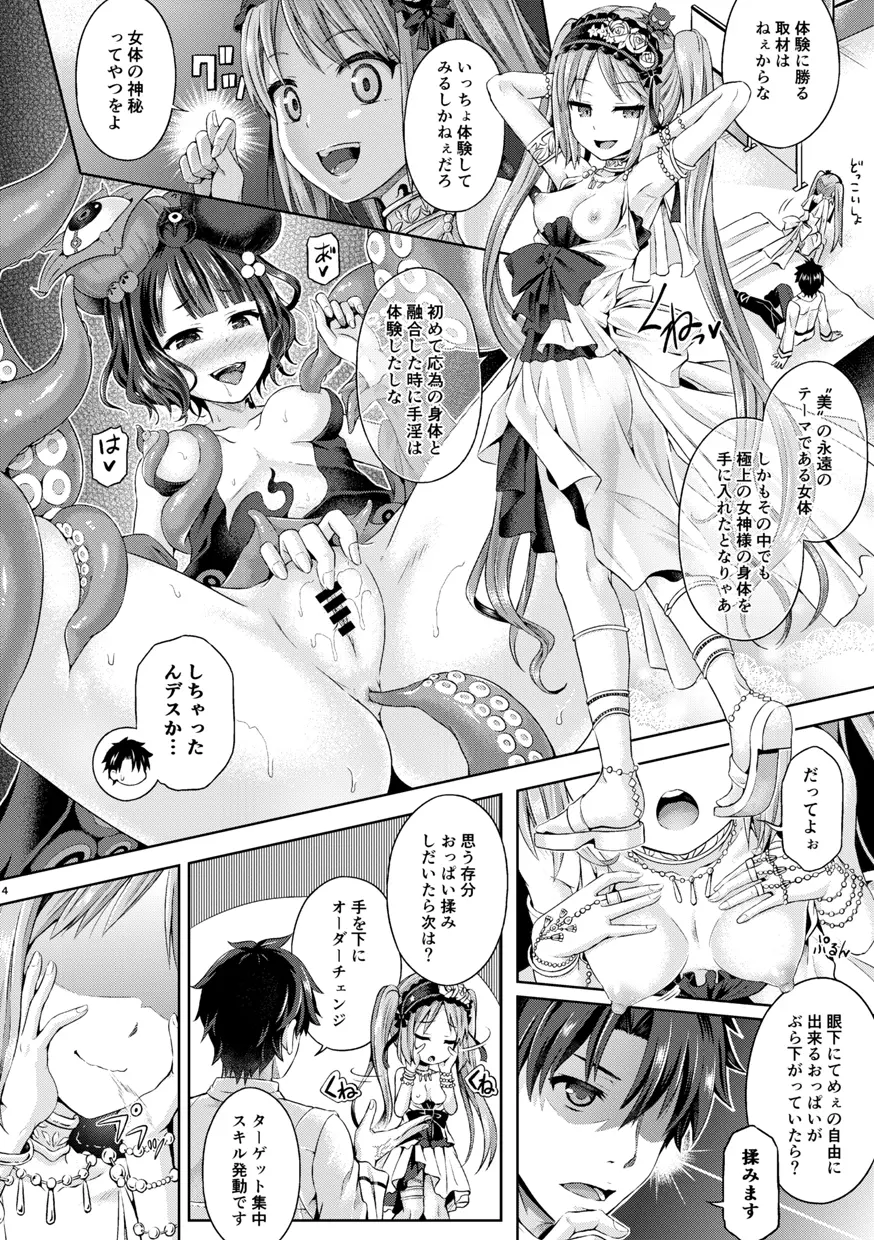 体験に勝る
取材は
ねぇからな
どっこいしょ
いっちょ体験して
みるしかねぇだろ
グッ
女体の神秘
ってやつをよ
くねっ
“美”の永遠の
テーマである女体
しかもその中でも
極上の女神様の身体を
手に入れたとなりゃあ
初めて応為の身体と
融合した時に手淫は
体験したしな
あ
は
しちゃった
んデスか…
だってよぉ
ぷるん
眼下にてめぇの自由に
出来るおっぱいが
ぶら下がっていたら?
揉みます
思う存分
おっぱい揉み
しだいたら次は?
手を下に
オーダーチェンジ
くね
くね
ターゲット集中
スキル発動です
4